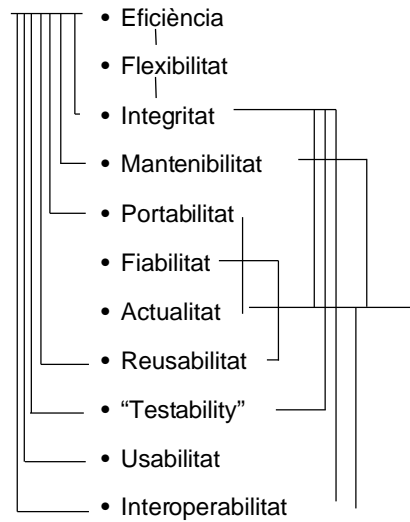 • Eficiència
• Flexibilitat
• Integritat
• Mantenibilitat
• Portabilitat
• Fiabilitat
• Actualitat
• Reusabilitat
• “Testability”
• Usabilitat
• Interoperabilitat